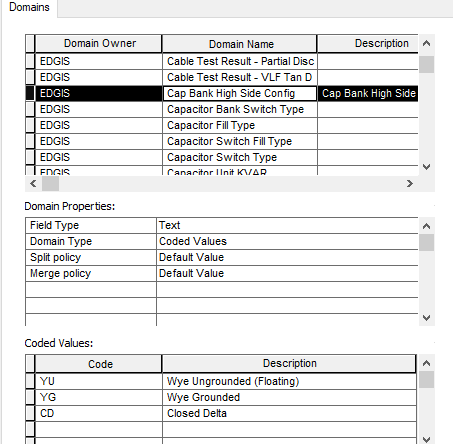 Domains
Domain Owner Domain Name Description
EDGIS Cable Test Result - Partial Disc
EDGIS Cable Test Result - VLF Tan D
EDGIS Cap Bank High Side Config Cap Bank High Side
EDGIS Capacitor Bank Switch Type
EDGIS Capacitor Fill Type
EDGIS Capacitor Switch Fill Type
EDGIS Capacitor Switch Type
EDGIS Capacitor Unit KVAR
Domain Properties:
Field Type Text
Domain Type Coded Values
Split policy Default Value
Merge policy Default Value
Coded Values:
Code Description
YU Wye Ungrounded (Floating)
YG Wye Grounded
CD Closed Delta